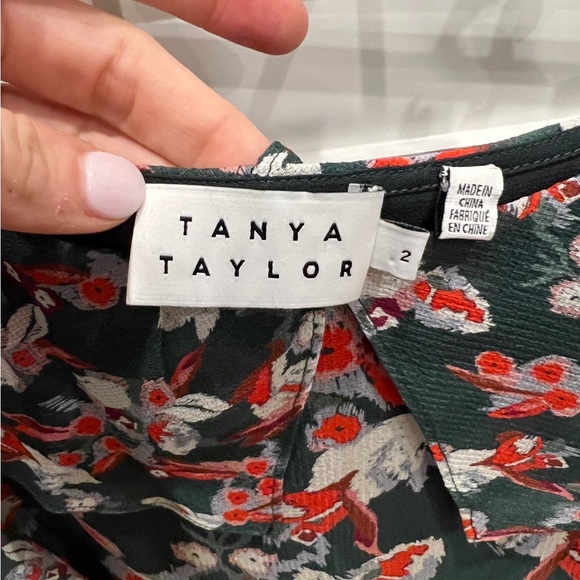 TANYA
TAYLOR
2
MADE IN
CHINA
FABRIQUÉ
EN CHINE